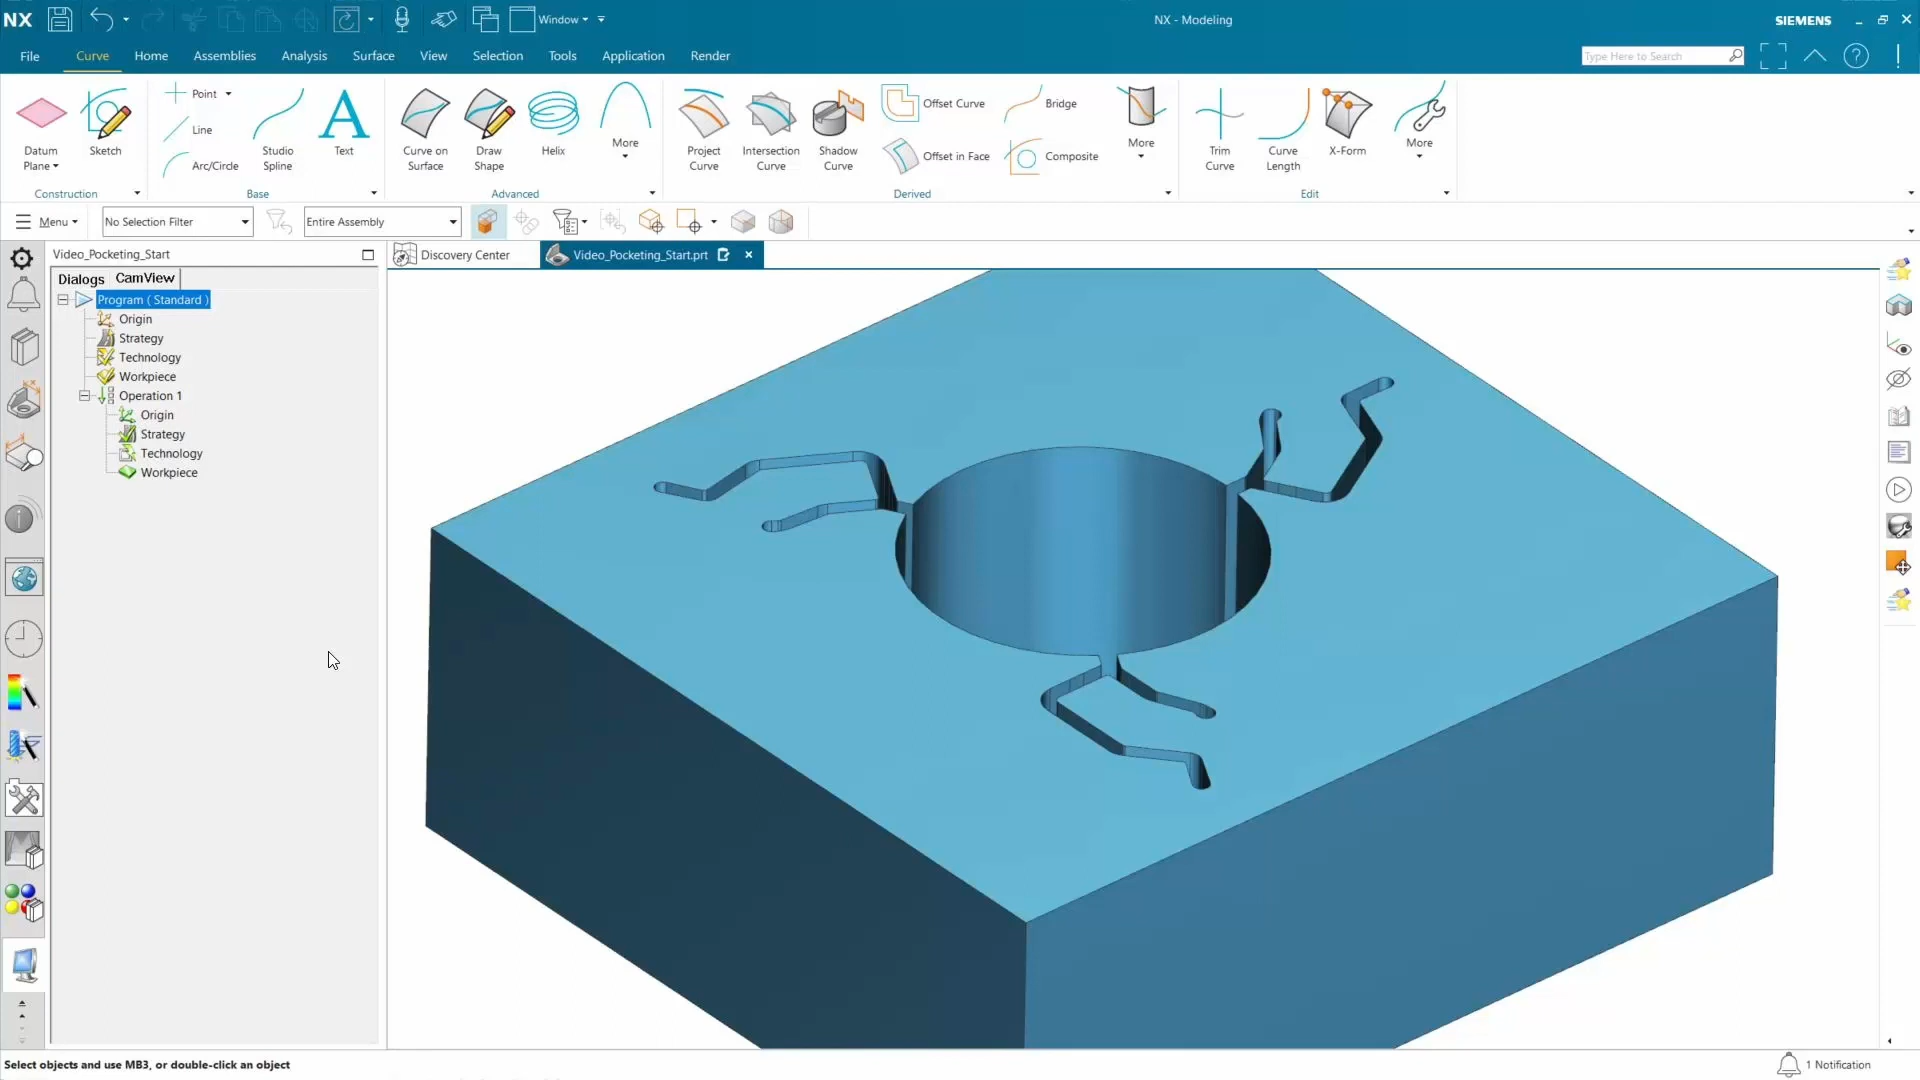 NX
Window
NX - Modeling
SIEMENS
File
Curve
Home
Assemblies
Analysis
Surface
View
Selection
Tools
Application
Render
Type Here to Search
Datum
Plane
Sketch
Point
Line
Arc/Circle
Studio
Spline
Text
Curve on
Surface
Draw
Shape
Helix
More
Project
Curve
Intersection
Curve
Shadow
Curve
Offset Curve
Offset in Face
Bridge
Composite
More
Trim
Curve
Curve
Length
X-Form
More
Construction
Base
Advanced
Derived
Edit
Menu
No Selection Filter
Entire Assembly
Video_Pocketing_Start
Discovery Center
Video_Pocketing_Start.prt
Dialogs
CamView
Program ( Standard )
Origin
Strategy
Technology
Workpiece
Operation 1
Origin
Strategy
Technology
Workpiece
Select objects and use MB3, or double-click an object
1 Notification